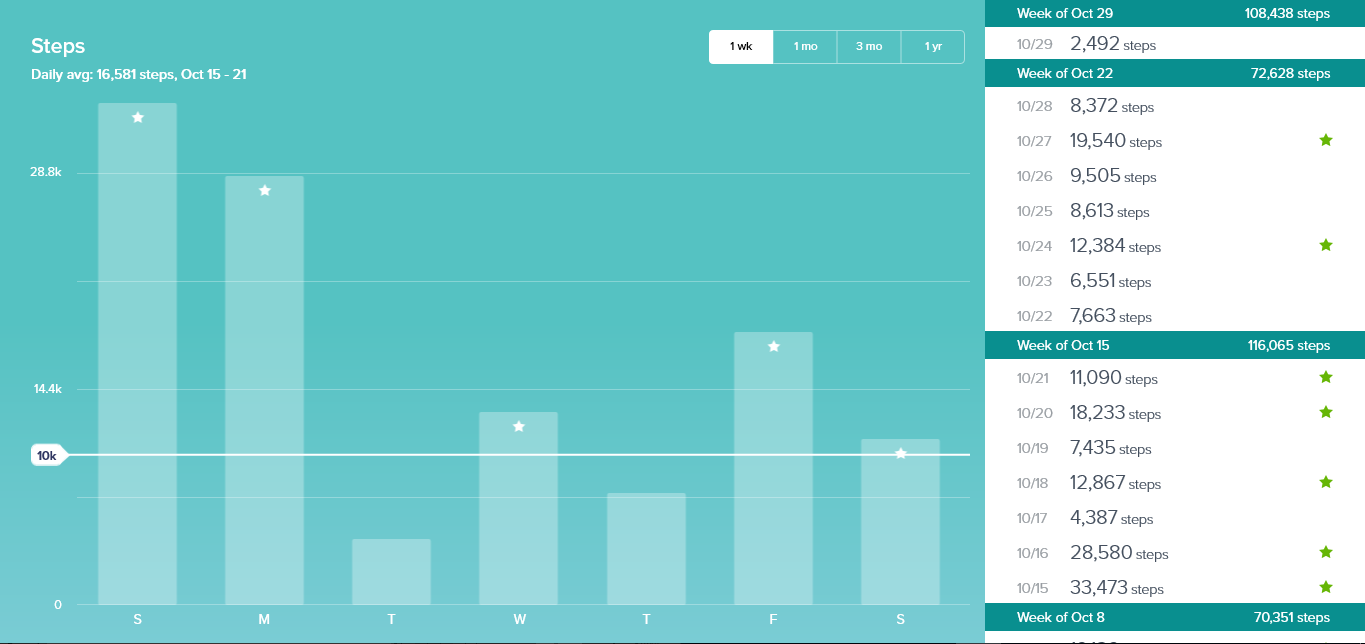 Steps
1 wk 1 mo 3 mo 1 yr
Daily avg: 16,581 steps, Oct 15 - 21
28.8k
14.4k
10k
0
S M T W T F S
Week of Oct 29 108,438 steps
10/29 2,492 steps
Week of Oct 22 72,628 steps
10/28 8,372 steps
10/27 19,540 steps
10/26 9,505 steps
10/25 8,613 steps
10/24 12,384 steps
10/23 6,551 steps
10/22 7,663 steps
Week of Oct 15 116,065 steps
10/21 11,090 steps
10/20 18,233 steps
10/19 7,435 steps
10/18 12,867 steps
10/17 4,387 steps
10/16 28,580 steps
10/15 33,473 steps
Week of Oct 8 70,351 steps